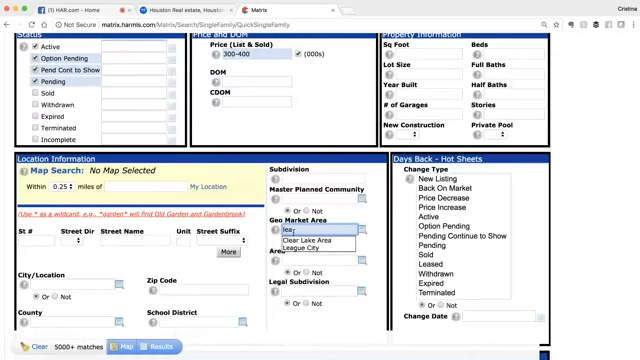 [1] HAR.com - Home
Houston Real estate, Houston
Matrix
Cristina
Not Secure
matrix.harmls.com/Matrix/Search/SingleFamily/QuickSingleFamily
Status
Active
Option Pending
Pend Cont to Show
Pending
Sold
Withdrawn
Expired
Terminated
Incomplete
Price and DOM
Price (List & Sold)
300-400
(000s)
DOM
CDOM
Property Information
Sq Foot
Beds
Lot Size
Full Baths
Year Built
Half Baths
# of Garages
Stories
New Construction
Private Pool
Location Information
Map Search: No Map Selected
Within 0.25 miles of
My Location
(Use * as a wildcard, e.g., *garden* will find Old Garden and Gardenbrook)
St #
Street Dir
Street Name
Unit
Street Suffix
More
City/Location
Or Not
Zip Code
County
School District
Subdivision
Master Planned Community
Or Not
Geo Market Area
lea
Clear Lake Area
League City
Area
Or Not
Legal Subdivision
Or Not
Days Back - Hot Sheets
Change Type
New Listing
Back On Market
Price Decrease
Price Increase
Active
Option Pending
Pending Continue to Show
Pending
Sold
Leased
Withdrawn
Expired
Terminated
Or Not
Change Date
Clear
5000+ matches
Map
Results